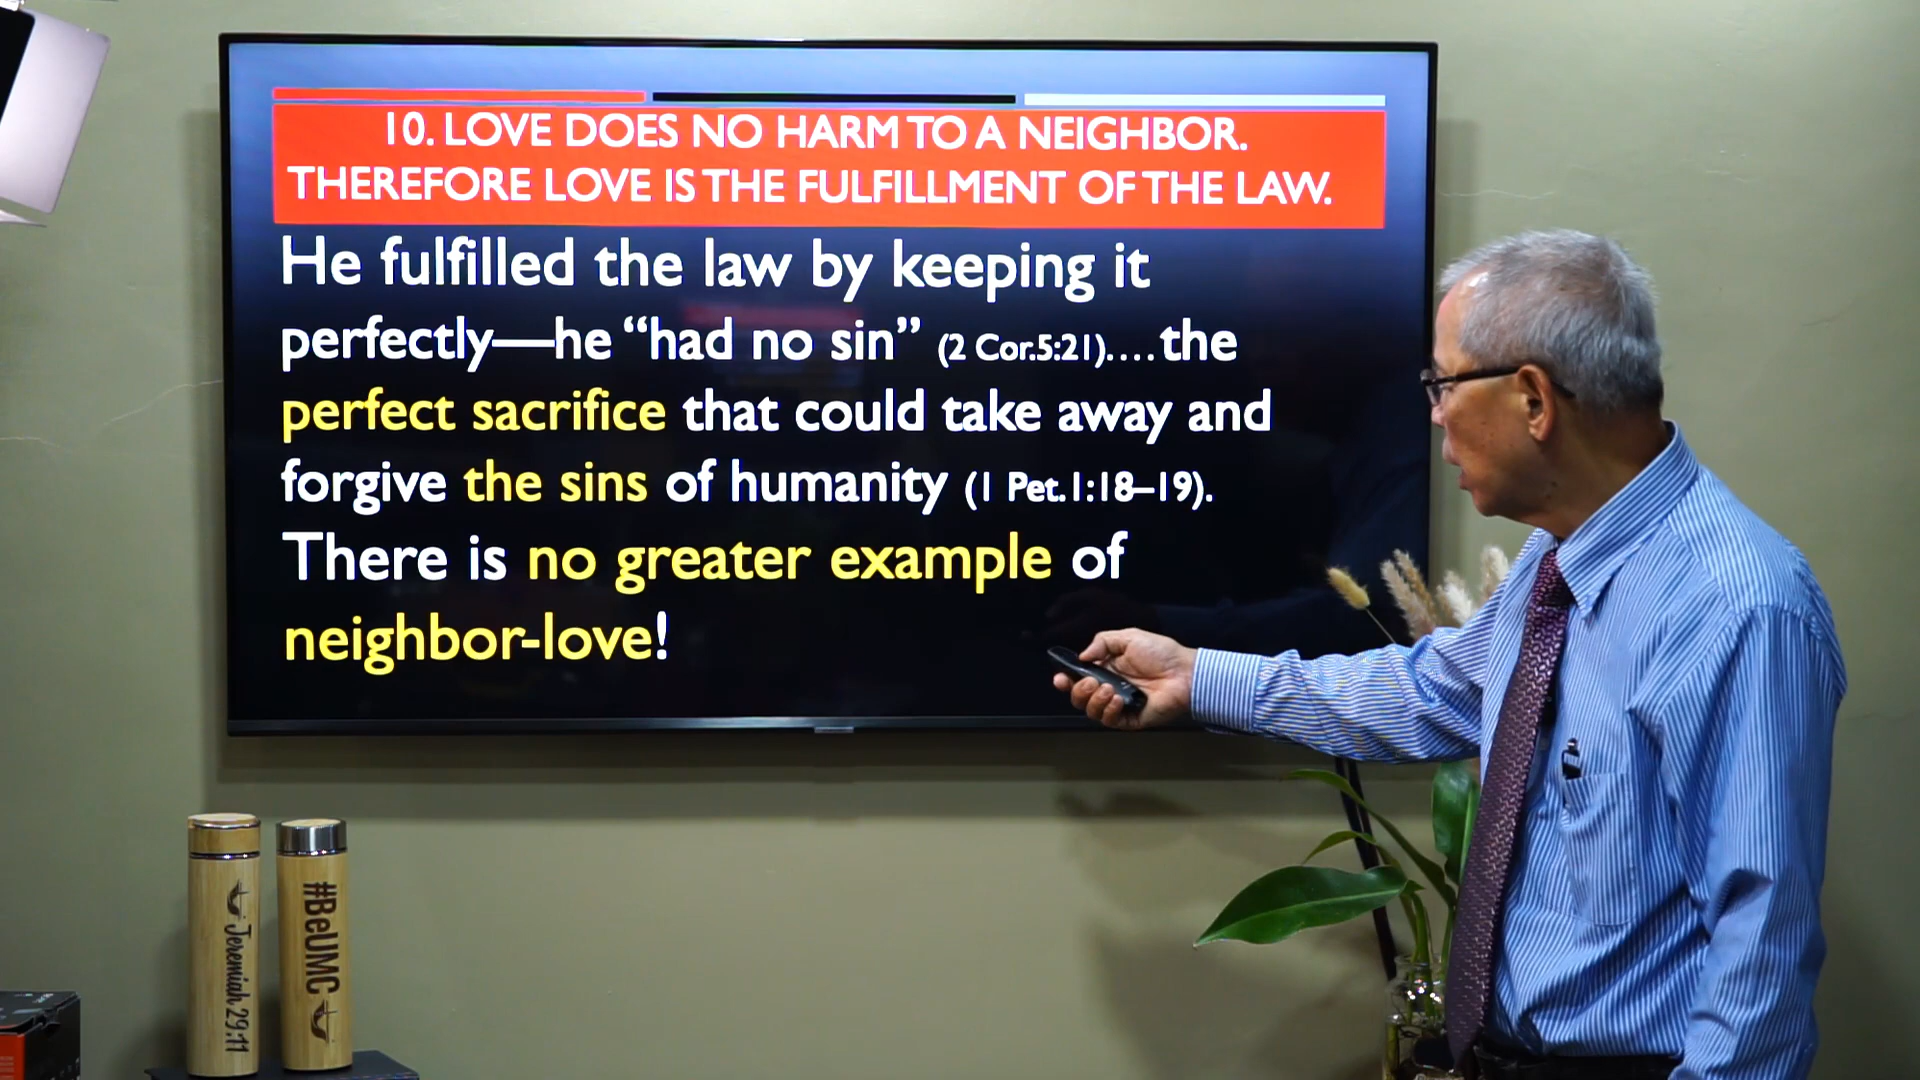 10. LOVE DOES NO HARM TO A NEIGHBOR.
THEREFORE LOVE IS THE FULFILLMENT OF THE LAW.
He fulfilled the law by keeping it
perfectly—he “had no sin” (2 Cor.5:21)....the
perfect sacrifice that could take away and
forgive the sins of humanity (1 Pet.1:18–19).
There is no greater example of
neighbor-love!
Jeremiah 29:11
#BeUMC